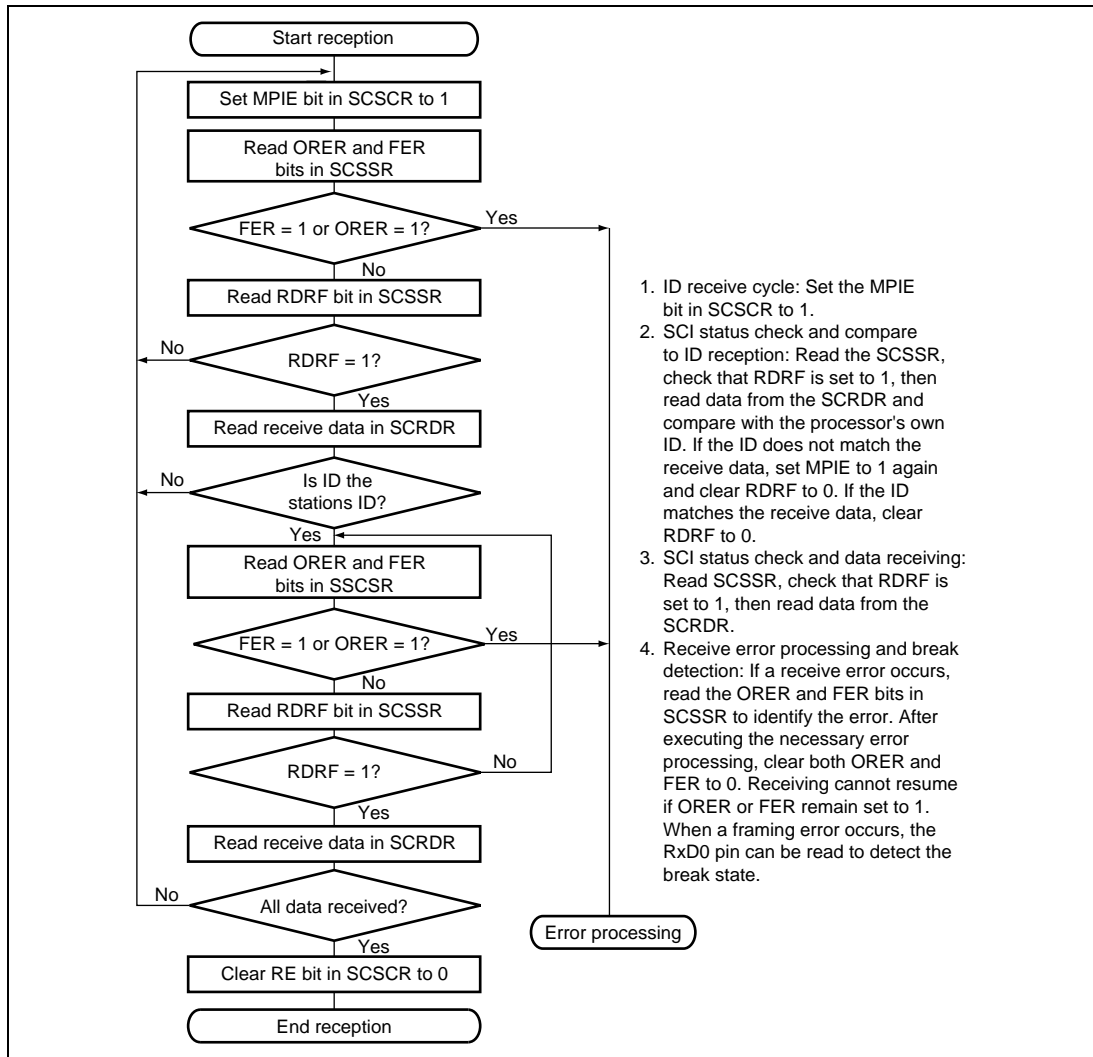 Start reception
Set MPIE bit in SCSCR to 1
Read ORER and FER
bits in SCSSR
FER = 1 or ORER = 1?
Yes
No
Read RDRF bit in SCSSR
RDRF = 1?
No
Yes
Read receive data in SCRDR
Is ID the
stations ID?
No
Yes
Read ORER and FER
bits in SSCSR
FER = 1 or ORER = 1?
Yes
No
Read RDRF bit in SCSSR
RDRF = 1?
No
Yes
Read receive data in SCRDR
All data received?
No
Yes
Clear RE bit in SCSCR to 0
End reception
Error processing
1. ID receive cycle: Set the MPIE
bit in SCSCR to 1.
2. SCI status check and compare
to ID reception: Read the SCSSR,
check that RDRF is set to 1, then
read data from the SCRDR and
compare with the processor's own
ID. If the ID does not match the
receive data, set MPIE to 1 again
and clear RDRF to 0. If the ID
matches the receive data, clear
RDRF to 0.
3. SCI status check and data receiving:
Read SCSSR, check that RDRF is
set to 1, then read data from the
SCRDR.
4. Receive error processing and break
detection: If a receive error occurs,
read the ORER and FER bits in
SCSSR to identify the error. After
executing the necessary error
processing, clear both ORER and
FER to 0. Receiving cannot resume
if ORER or FER remain set to 1.
When a framing error occurs, the
RxD0 pin can be read to detect the
break state.